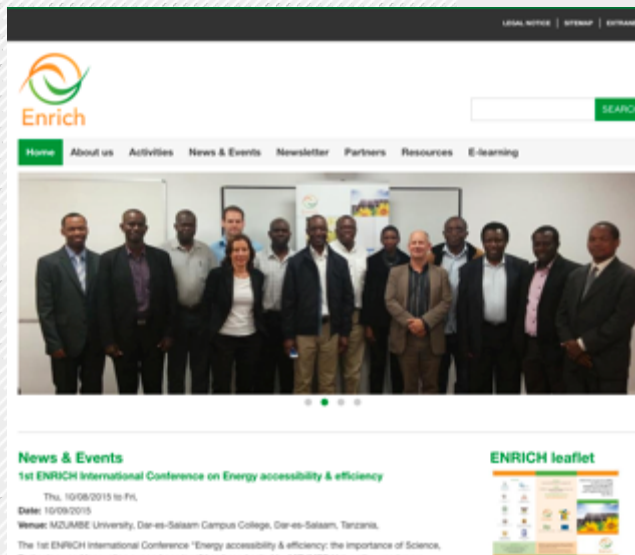 LEGAL NOTICE | SITEMAP | EXTRANE
Enrich
SEARC
Home About us Activities News & Events Newsletter Partners Resources E-learning
News & Events
ENRICH leaflet
1st ENRICH International Conference on Energy accessibility & efficiency
Thu, 10/08/2015 to Fri,
Date: 10/09/2015
Venue: MZUMBE University, Dar-es-Salaam Campus College, Dar-es-Salaam, Tanzania,
The 1st ENRICH International Conference "Energy accessibility & efficiency: the importance of Science,